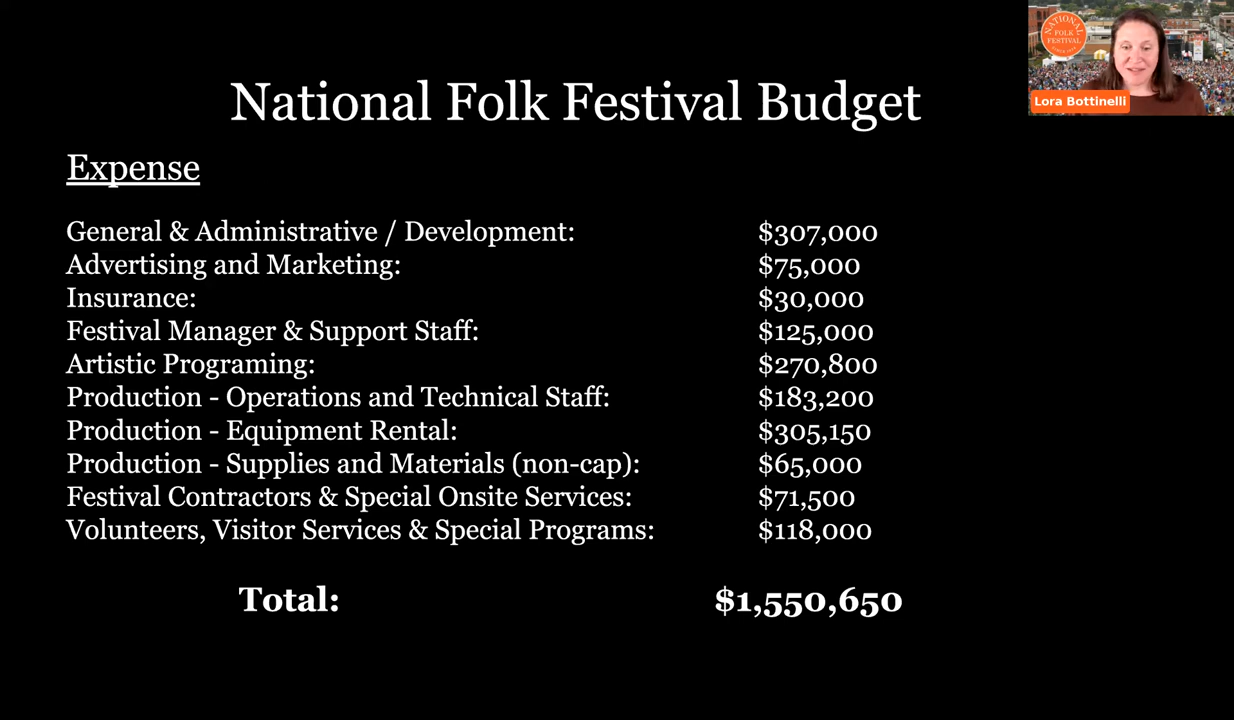 National Folk Festival Budget
NATIONAL
FOLK
FESTIVAL
Lora Bottinelli
Expense
General & Administrative / Development: $307,000
Advertising and Marketing: $75,000
Insurance: $30,000
Festival Manager & Support Staff: $125,000
Artistic Programing: $270,800
Production - Operations and Technical Staff: $183,200
Production - Equipment Rental: $305,150
Production - Supplies and Materials (non-cap): $65,000
Festival Contractors & Special Onsite Services: $71,500
Volunteers, Visitor Services & Special Programs: $118,000
Total: $1,550,650